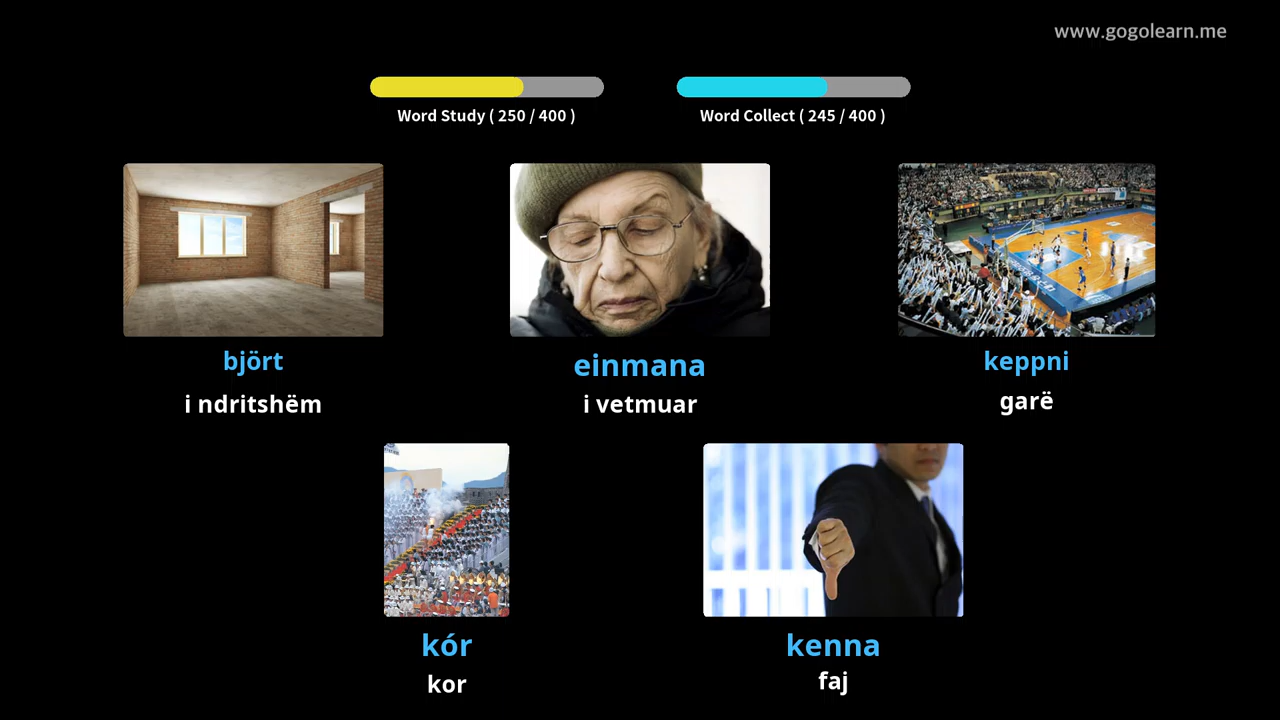 www.gogolearn.me
Word Study ( 250 / 400 )
Word Collect ( 245 / 400 )
björt
einmana
keppni
i ndritshëm
i vetmuar
garë
kór
kenna
kor
faj